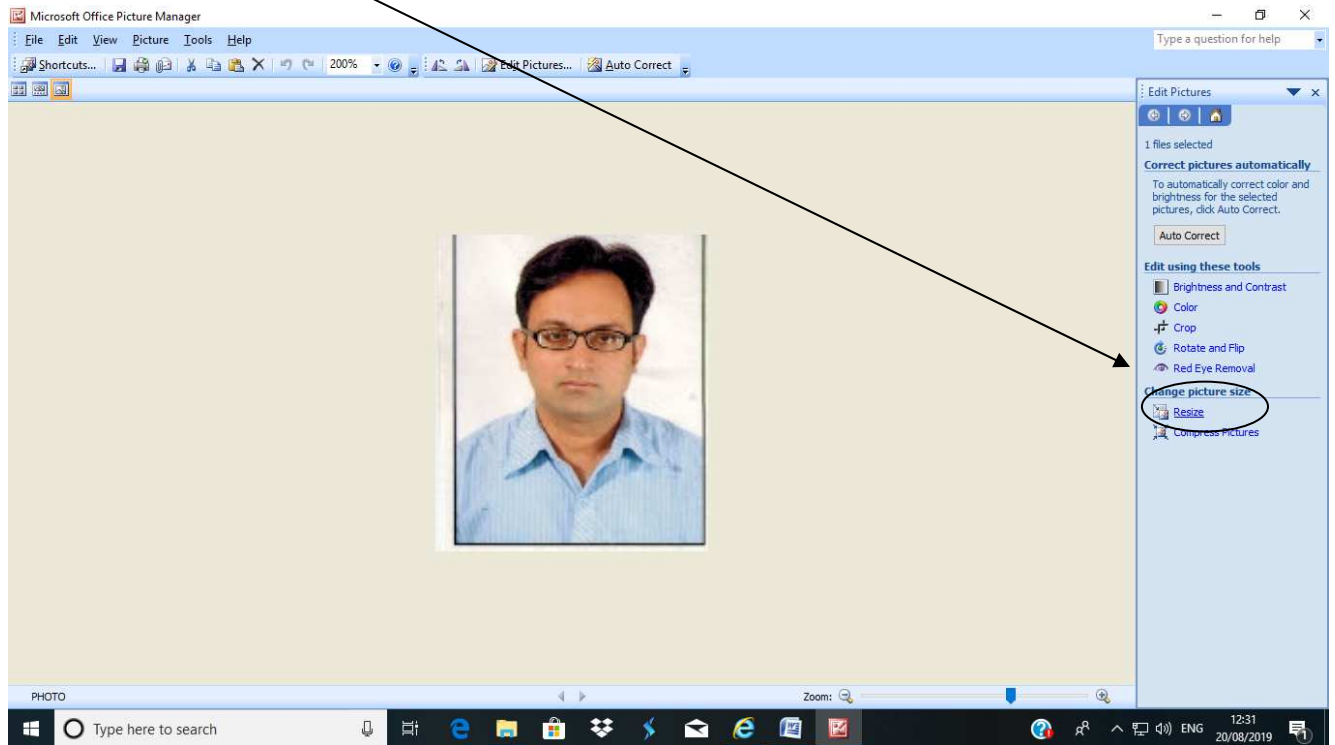 Microsoft Office Picture Manager
File Edit View Picture Tools Help
Type a question for help
Shortcuts... 200% Edit Pictures... Auto Correct
Edit Pictures
1 files selected
Correct pictures automatically
To automatically correct color and
brightness for the selected
pictures, click Auto Correct.
Auto Correct
Edit using these tools
Brightness and Contrast
Color
Crop
Rotate and Flip
Red Eye Removal
Change picture size
Resize
Compress Pictures
PHOTO
Zoom:
Type here to search
ENG
12:31
20/08/2019
1